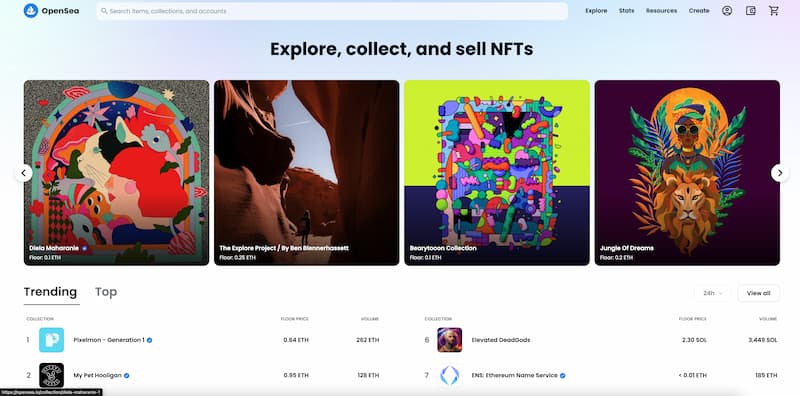 OpenSea
Search items, collections, and accounts
Explore Stats Resources Create
Explore, collect, and sell NFTs
Diela Maharanie
Floor: 0.1 ETH
The Explore Project / By Ben Blennerhassett
Floor: 0.25 ETH
Bearytooon Collection
Floor: 0.1 ETH
Jungle Of Dreams
Floor: 0.2 ETH
Trending Top
24h View all
COLLECTION FLOOR PRICE VOLUME
1 Pixelmon - Generation 1 0.64 ETH 262 ETH
2 My Pet Hooligan 0.95 ETH 128 ETH
COLLECTION FLOOR PRICE VOLUME
6 Elevated DeadGods 2.30 SOL 3,449 SOL
7 ENS: Ethereum Name Service < 0.01 ETH 185 ETH
https://opensea.io/collection/diela-maharanie-1